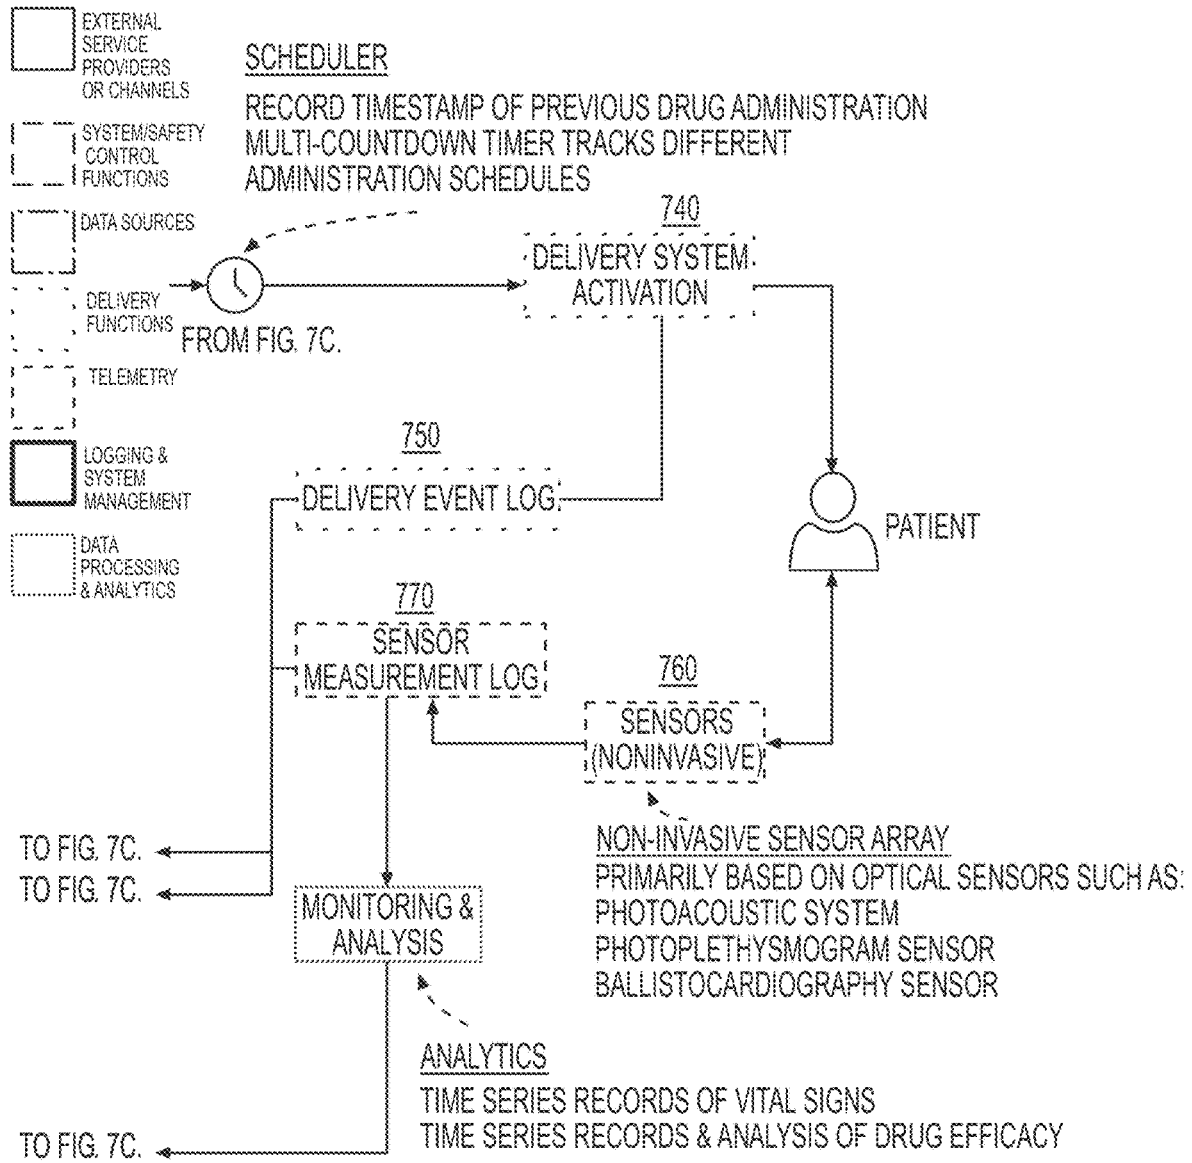 EXTERNAL
SERVICE
PROVIDERS
OR CHANNELS
SYSTEM/SAFETY
CONTROL
FUNCTIONS
DATA SOURCES
DELIVERY
FUNCTIONS
TELEMETRY
LOGGING &
SYSTEM
MANAGEMENT
DATA
PROCESSING
& ANALYTICS
SCHEDULER
RECORD TIMESTAMP OF PREVIOUS DRUG ADMINISTRATION
MULTI-COUNTDOWN TIMER TRACKS DIFFERENT
ADMINISTRATION SCHEDULES
FROM FIG. 7C.
740
DELIVERY SYSTEM
ACTIVATION
750
DELIVERY EVENT LOG
PATIENT
770
SENSOR
MEASUREMENT LOG
760
SENSORS
(NONINVASIVE)
NON-INVASIVE SENSOR ARRAY
PRIMARILY BASED ON OPTICAL SENSORS SUCH AS:
PHOTOACOUSTIC SYSTEM
PHOTOPLETHYSMOGRAM SENSOR
BALLISTOCARDIOGRAPHY SENSOR
TO FIG. 7C.
TO FIG. 7C.
MONITORING &
ANALYSIS
ANALYTICS
TIME SERIES RECORDS OF VITAL SIGNS
TIME SERIES RECORDS & ANALYSIS OF DRUG EFFICACY
TO FIG. 7C.